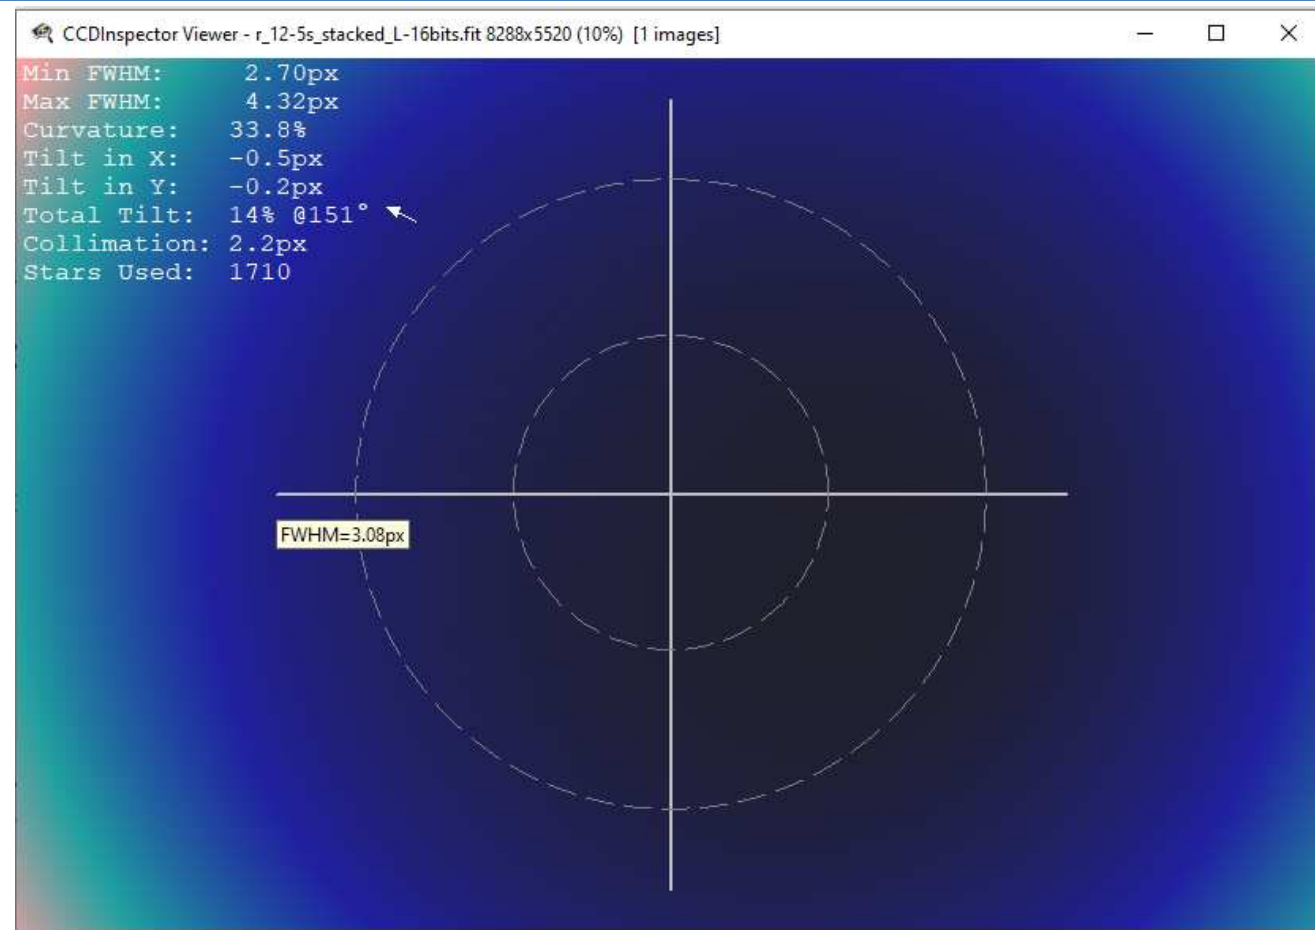 CCDInspector Viewer - r_12-5s_stacked_L-16bits.fit 8288x5520 (10%) [1 images]
Min FWHM: 2.70px
Max FWHM: 4.32px
Curvature: 33.8%
Tilt in X: -0.5px
Tilt in Y: -0.2px
Total Tilt: 14% @151°
Collimation: 2.2px
Stars Used: 1710
FWHM=3.08px